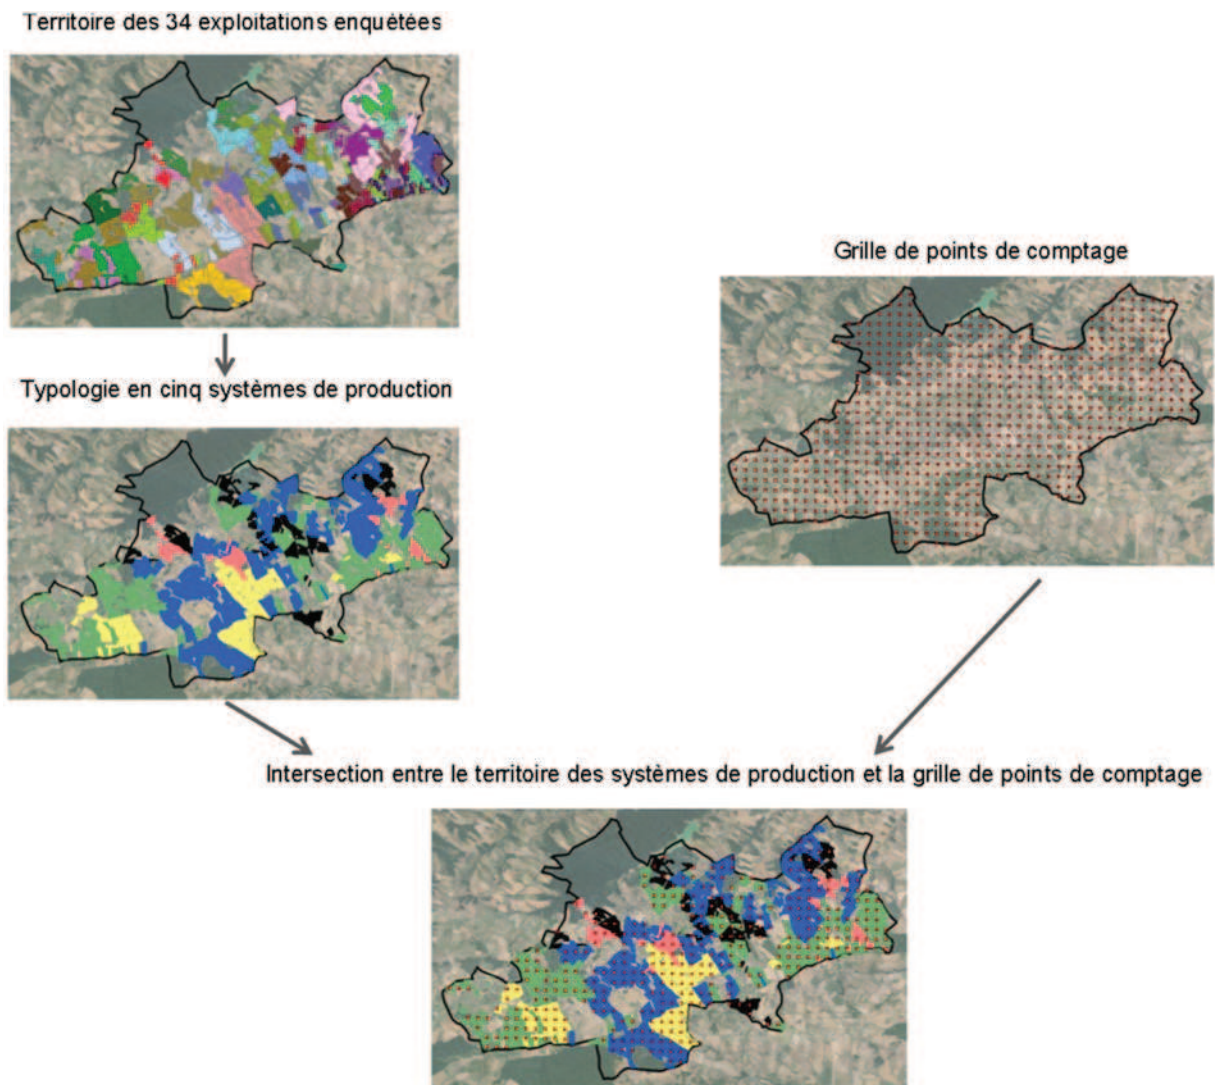 Territoire des 34 exploitations enquêtées
Grille de points de comptage
Typologie en cinq systèmes de production
Intersection entre le territoire des systèmes de production et la grille de points de comptage